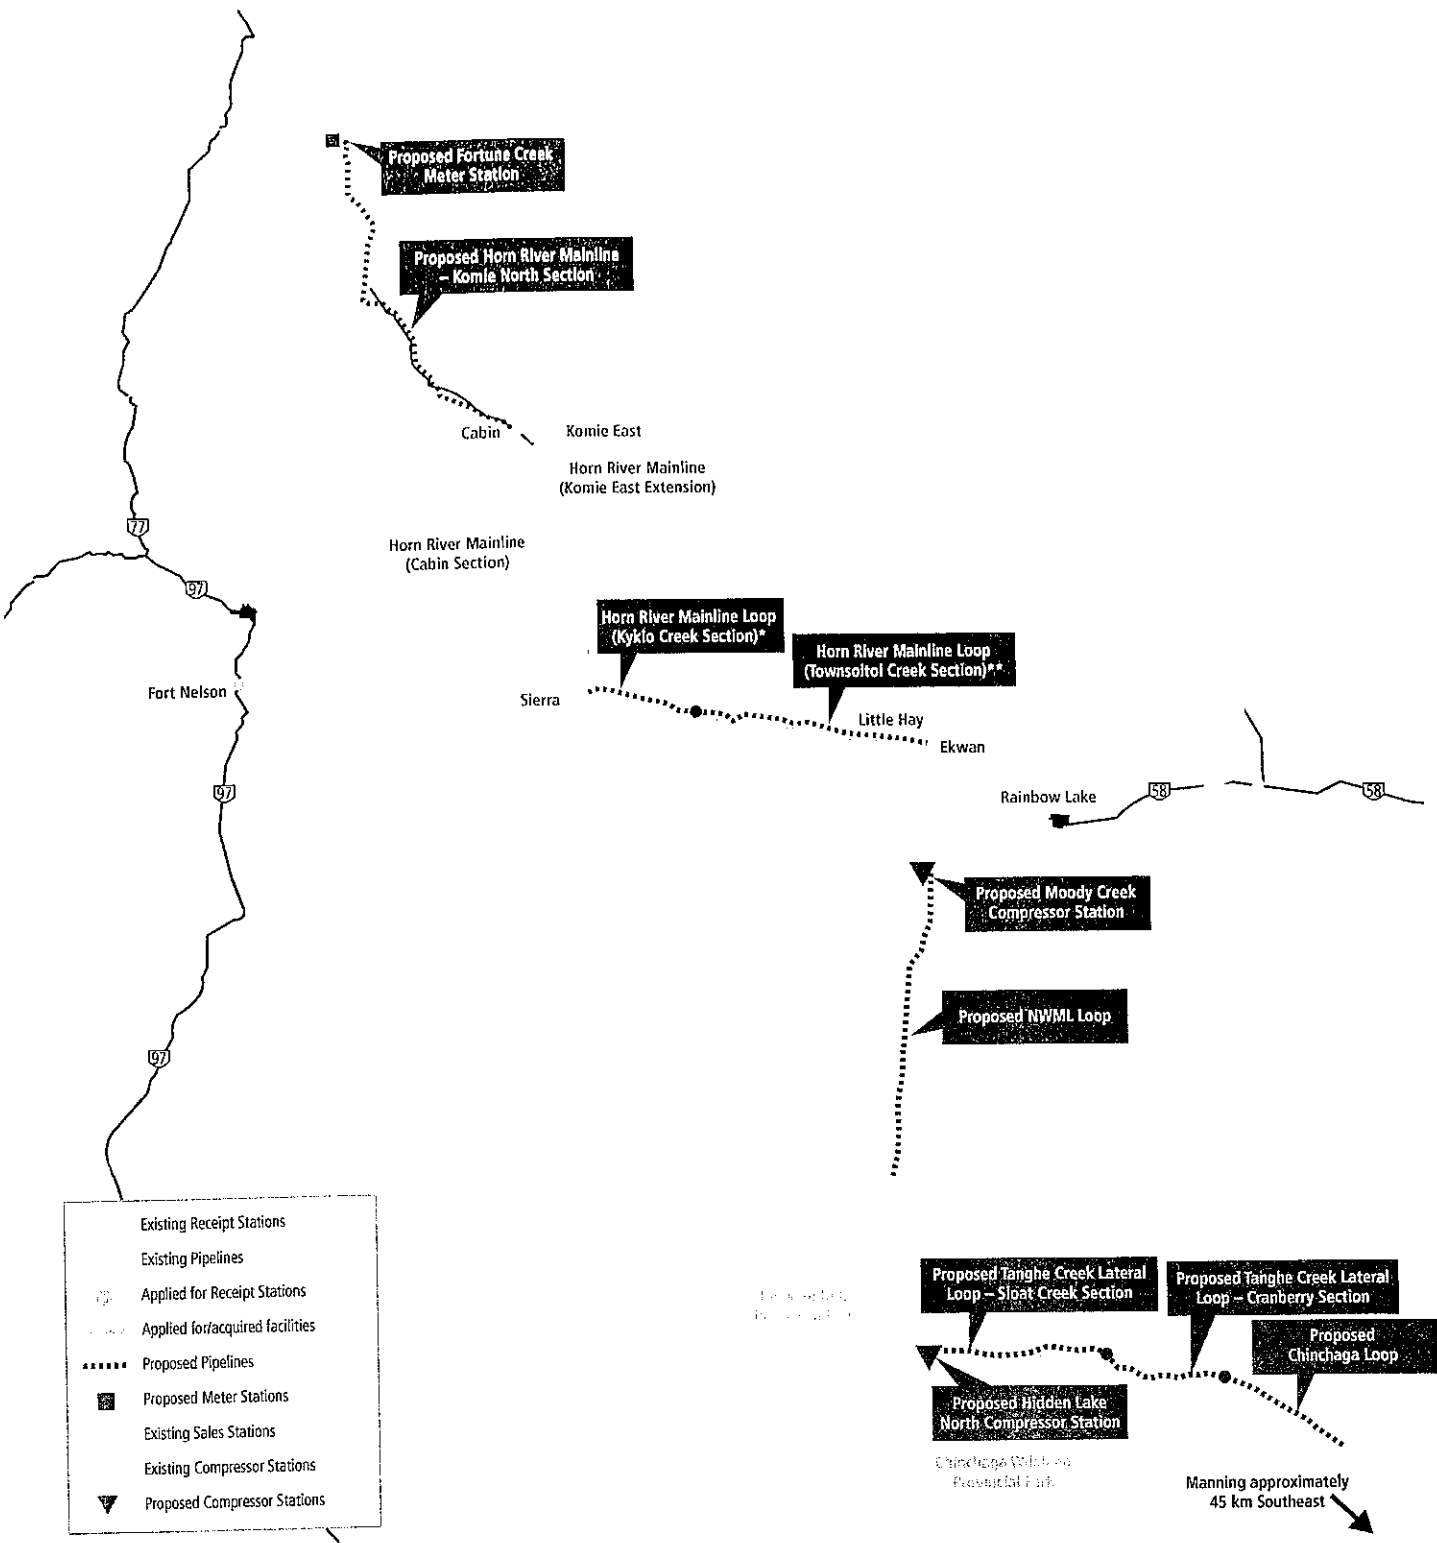 Proposed Fortune Creek
Meter Station
Proposed Horn River Mainline
– Komie North Section
Cabin
Komie East
Horn River Mainline
(Komie East Extension)
77
Horn River Mainline
(Cabin Section)
97
Horn River Mainline Loop
(Kyklo Creek Section)*
Horn River Mainline Loop
(Townsoitoi Creek Section)**
Fort Nelson
Sierra
Little Hay
Ekwan
97
Rainbow Lake
58
58
Proposed Moody Creek
Compressor Station
Proposed NWML Loop
97
Existing Receipt Stations
Existing Pipelines
Applied for Receipt Stations
Applied for/acquired facilities
Proposed Pipelines
Proposed Meter Stations
Existing Sales Stations
Existing Compressor Stations
Proposed Compressor Stations
Proposed Tanghe Creek Lateral
Loop – Sloat Creek Section
Proposed Tanghe Creek Lateral
Loop – Cranberry Section
Proposed
Chinchaga Loop
Proposed Hidden Lake
North Compressor Station
Chinchaga
Provincial Park
Manning approximately
45 km Southeast